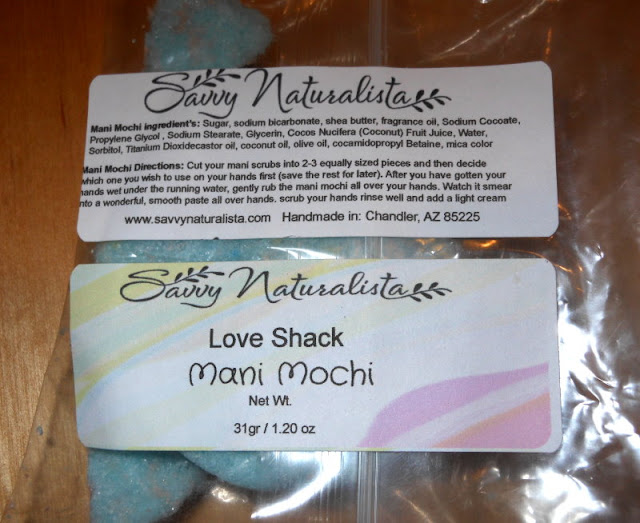 Savvy Naturalista
Mani Mochi ingredient's: Sugar, sodium bicarbonate, shea butter, fragrance oil, Sodium Cocoate,
Propylene Glycol , Sodium Stearate, Glycerin, Cocos Nucifera (Coconut) Fruit Juice, Water,
Sorbitol, Titanium Dioxidecastor oil, coconut oil, olive oil, cocamidopropyl Betaine, mica color
Mani Mochi Directions: Cut your mani scrubs into 2-3 equally sized pieces and then decide
which one you wish to use on your hands first (save the rest for later). After you have gotten your
hands wet under the running water, gently rub the mani mochi all over your hands. Watch it smear
nto a wonderful, smooth paste all over hands. scrub your hands rinse well and add a light cream
www.savvynaturalista.com Handmade in: Chandler, AZ 85225
Savvy Naturalista
Love Shack
Mani Mochi
Net Wt.
31gr / 1.20 oz